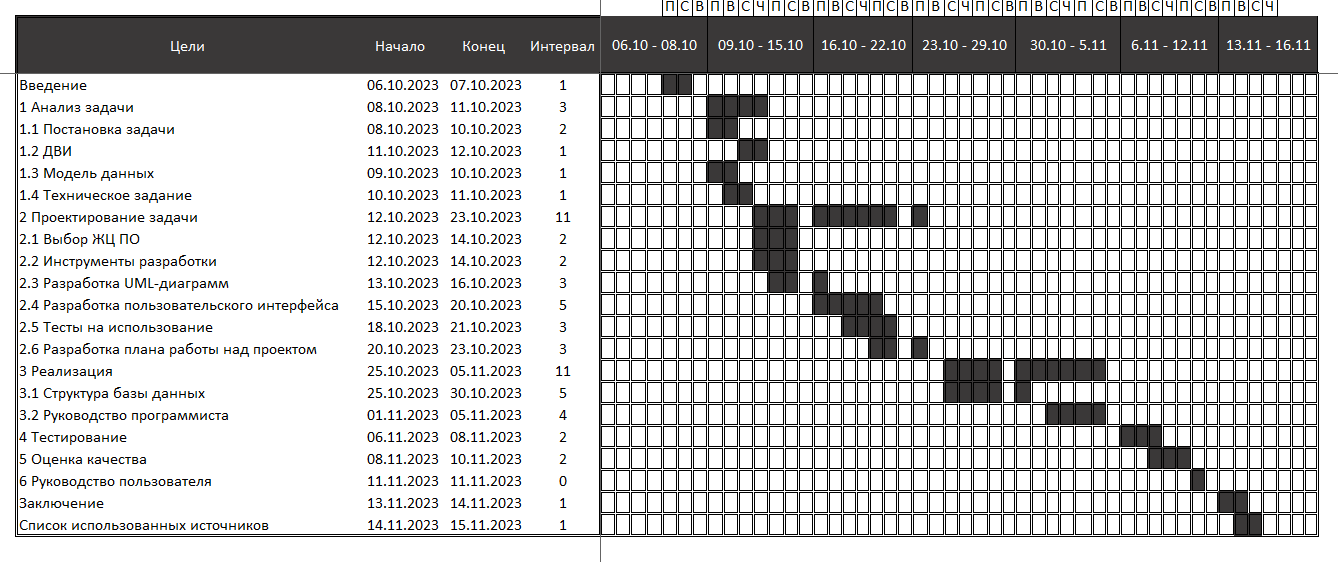 П С В П В С Ч П С В П В С Ч П С В П В С Ч П С В П В С Ч П С В П В С Ч П С В П В С Ч
Цели Начало Конец Интервал 06.10 - 08.10 09.10 - 15.10 16.10 - 22.10 23.10 - 29.10 30.10 - 5.11 6.11 - 12.11 13.11 - 16.11
Введение 06.10.2023 07.10.2023 1
1 Анализ задачи 08.10.2023 11.10.2023 3
1.1 Постановка задачи 08.10.2023 10.10.2023 2
1.2 ДВИ 11.10.2023 12.10.2023 1
1.3 Модель данных 09.10.2023 10.10.2023 1
1.4 Техническое задание 10.10.2023 11.10.2023 1
2 Проектирование задачи 12.10.2023 23.10.2023 11
2.1 Выбор ЖЦ ПО 12.10.2023 14.10.2023 2
2.2 Инструменты разработки 12.10.2023 14.10.2023 2
2.3 Разработка UML-диаграмм 13.10.2023 16.10.2023 3
2.4 Разработка пользовательского интерфейса 15.10.2023 20.10.2023 5
2.5 Тесты на использование 18.10.2023 21.10.2023 3
2.6 Разработка плана работы над проектом 20.10.2023 23.10.2023 3
3 Реализация 25.10.2023 05.11.2023 11
3.1 Структура базы данных 25.10.2023 30.10.2023 5
3.2 Руководство программиста 01.11.2023 05.11.2023 4
4 Тестирование 06.11.2023 08.11.2023 2
5 Оценка качества 08.11.2023 10.11.2023 2
6 Руководство пользователя 11.11.2023 11.11.2023 0
Заключение 13.11.2023 14.11.2023 1
Список использованных источников 14.11.2023 15.11.2023 1